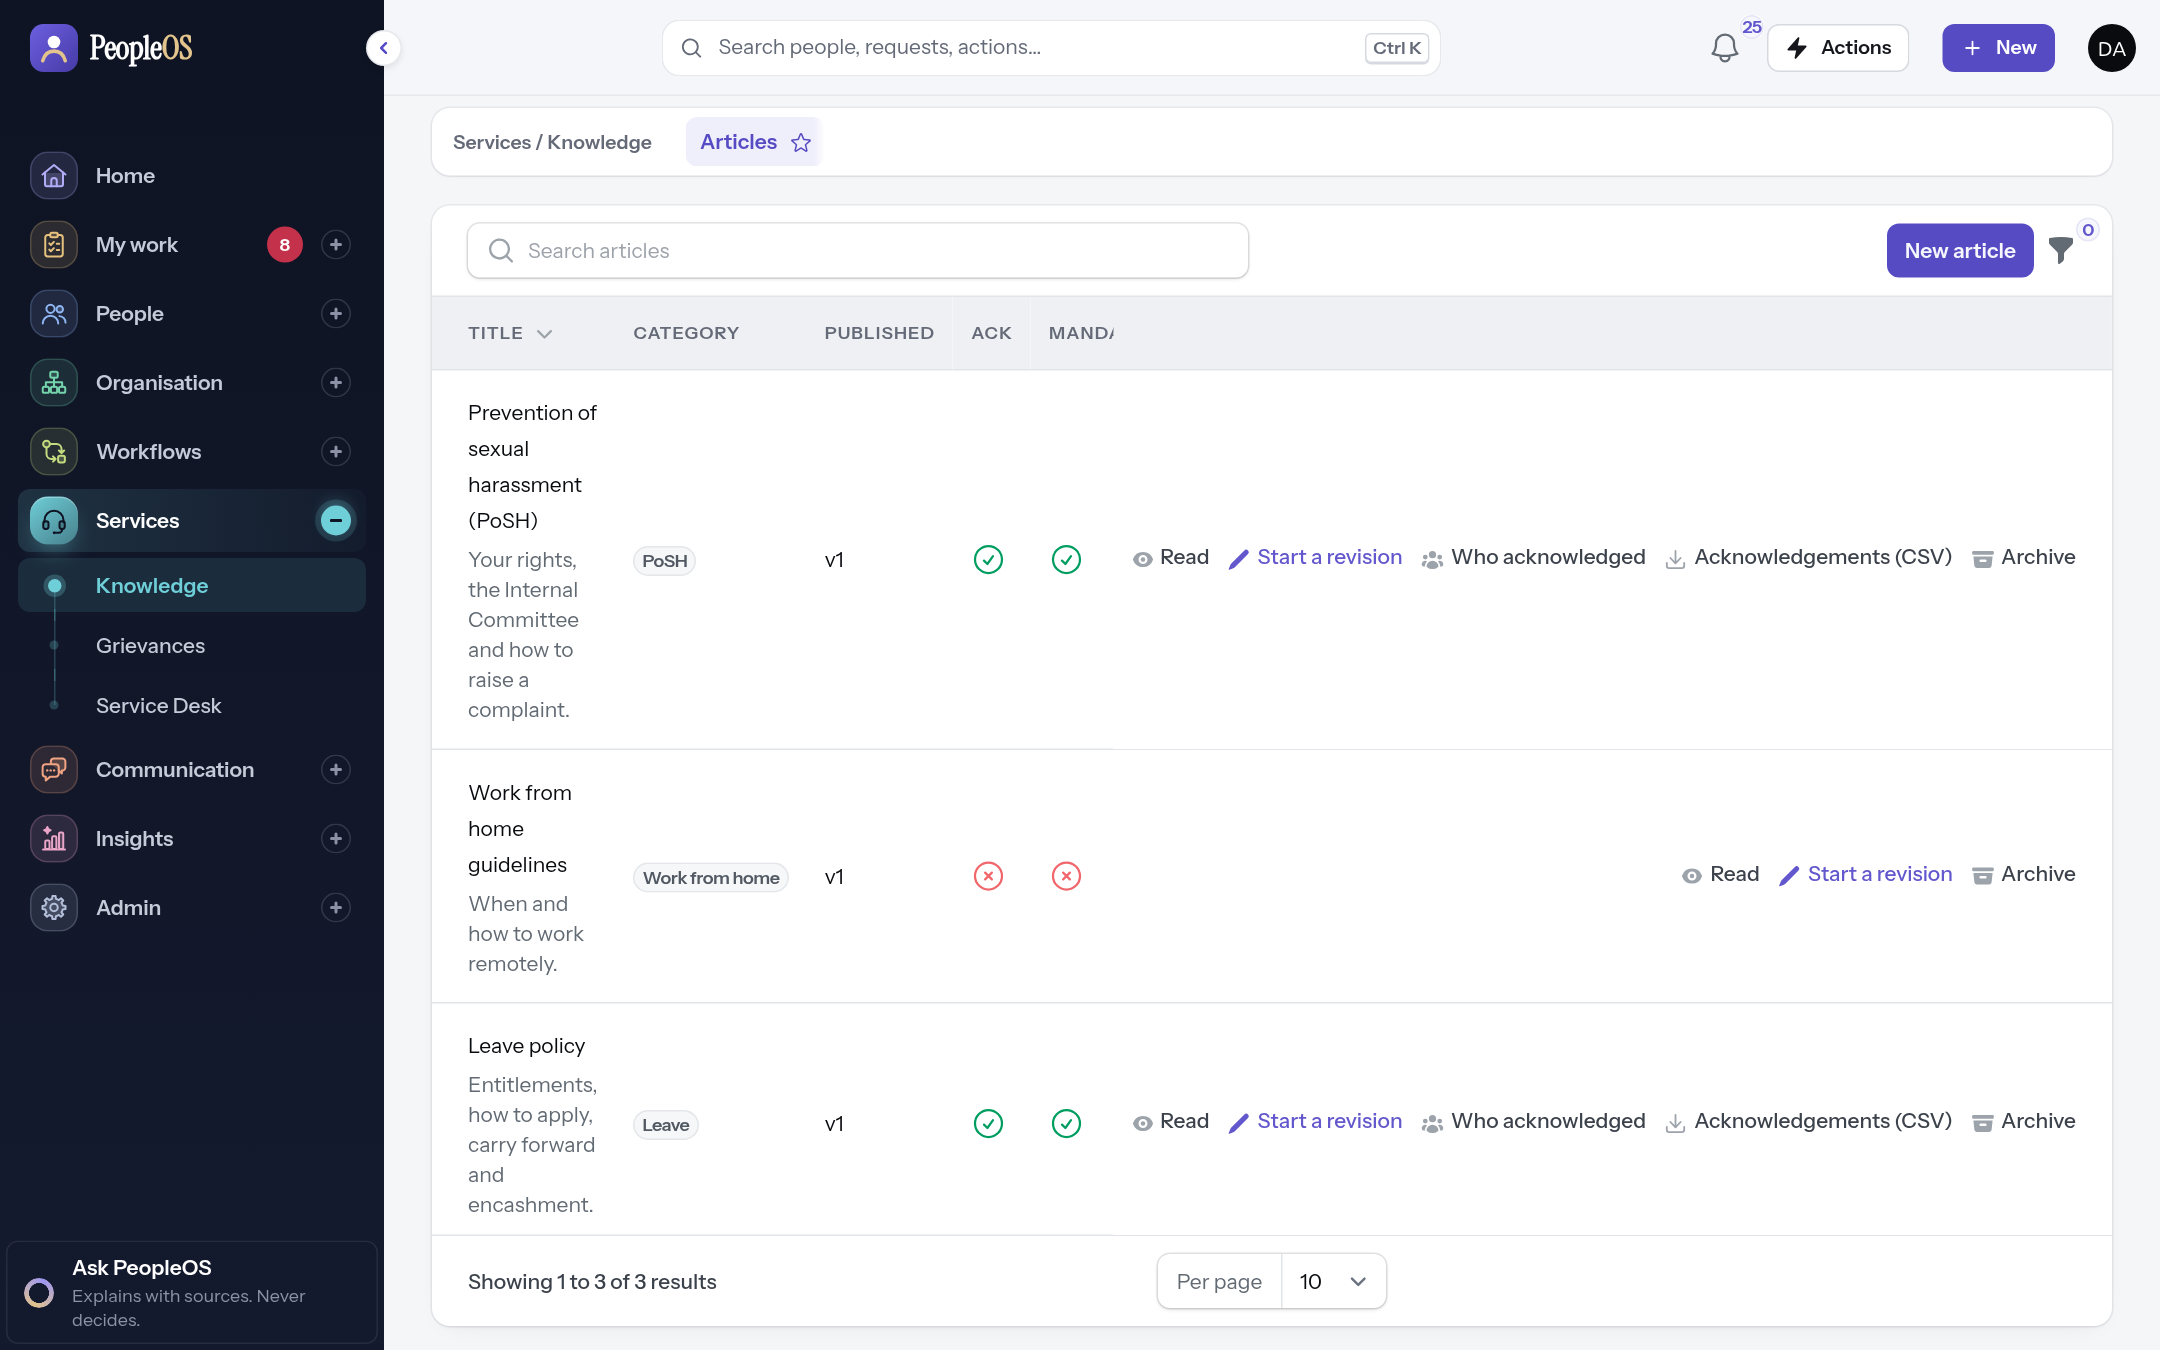 PeopleOS
Search people, requests, actions...
Ctrl K
25
Actions
New
DA
Home
My work
8
People
Organisation
Workflows
Services
Knowledge
Grievances
Service Desk
Communication
Insights
Admin
Ask PeopleOS
Explains with sources. Never
decides.
Services / Knowledge
Articles
Search articles
New article
0
TITLE CATEGORY PUBLISHED ACK MANDA
Prevention of
sexual
harassment
(PoSH)
Your rights,
the Internal
Committee
and how to
raise a
complaint.
PoSH
v1
Read Start a revision Who acknowledged Acknowledgements (CSV) Archive
Work from
home
guidelines
When and
how to work
remotely.
Work from home
v1
Read Start a revision Archive
Leave policy
Entitlements,
how to apply,
carry forward
and
encashment.
Leave
v1
Read Start a revision Who acknowledged Acknowledgements (CSV) Archive
Showing 1 to 3 of 3 results
Per page 10